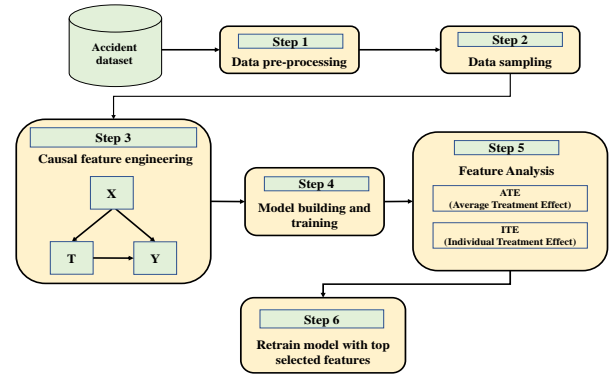 Accident
dataset
Step 1
Data pre-processing
Step 2
Data sampling
Step 3
Causal feature engineering
X
T
Y
Step 4
Model building and
training
Step 5
Feature Analysis
ATE
(Average Treatment Effect)
ITE
(Individual Treatment Effect)
Step 6
Retrain model with top
selected features